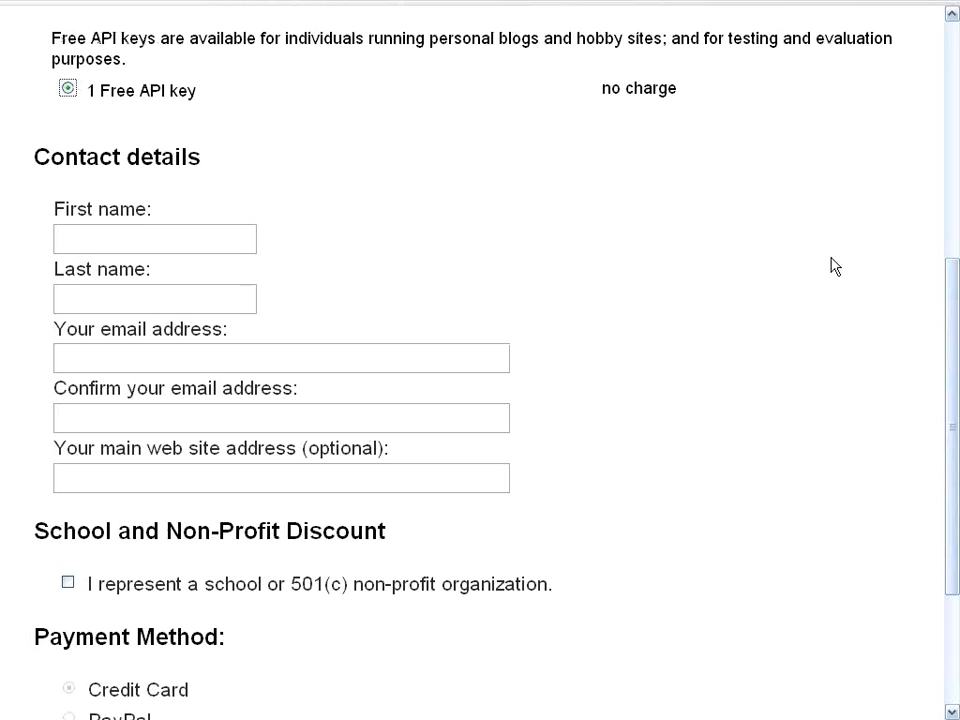 Free API keys are available for individuals running personal blogs and hobby sites; and for testing and evaluation
purposes.
1 Free API key no charge
Contact details
First name:
Last name:
Your email address:
Confirm your email address:
Your main web site address (optional):
School and Non-Profit Discount
I represent a school or 501(c) non-profit organization.
Payment Method:
Credit Card
PayPal